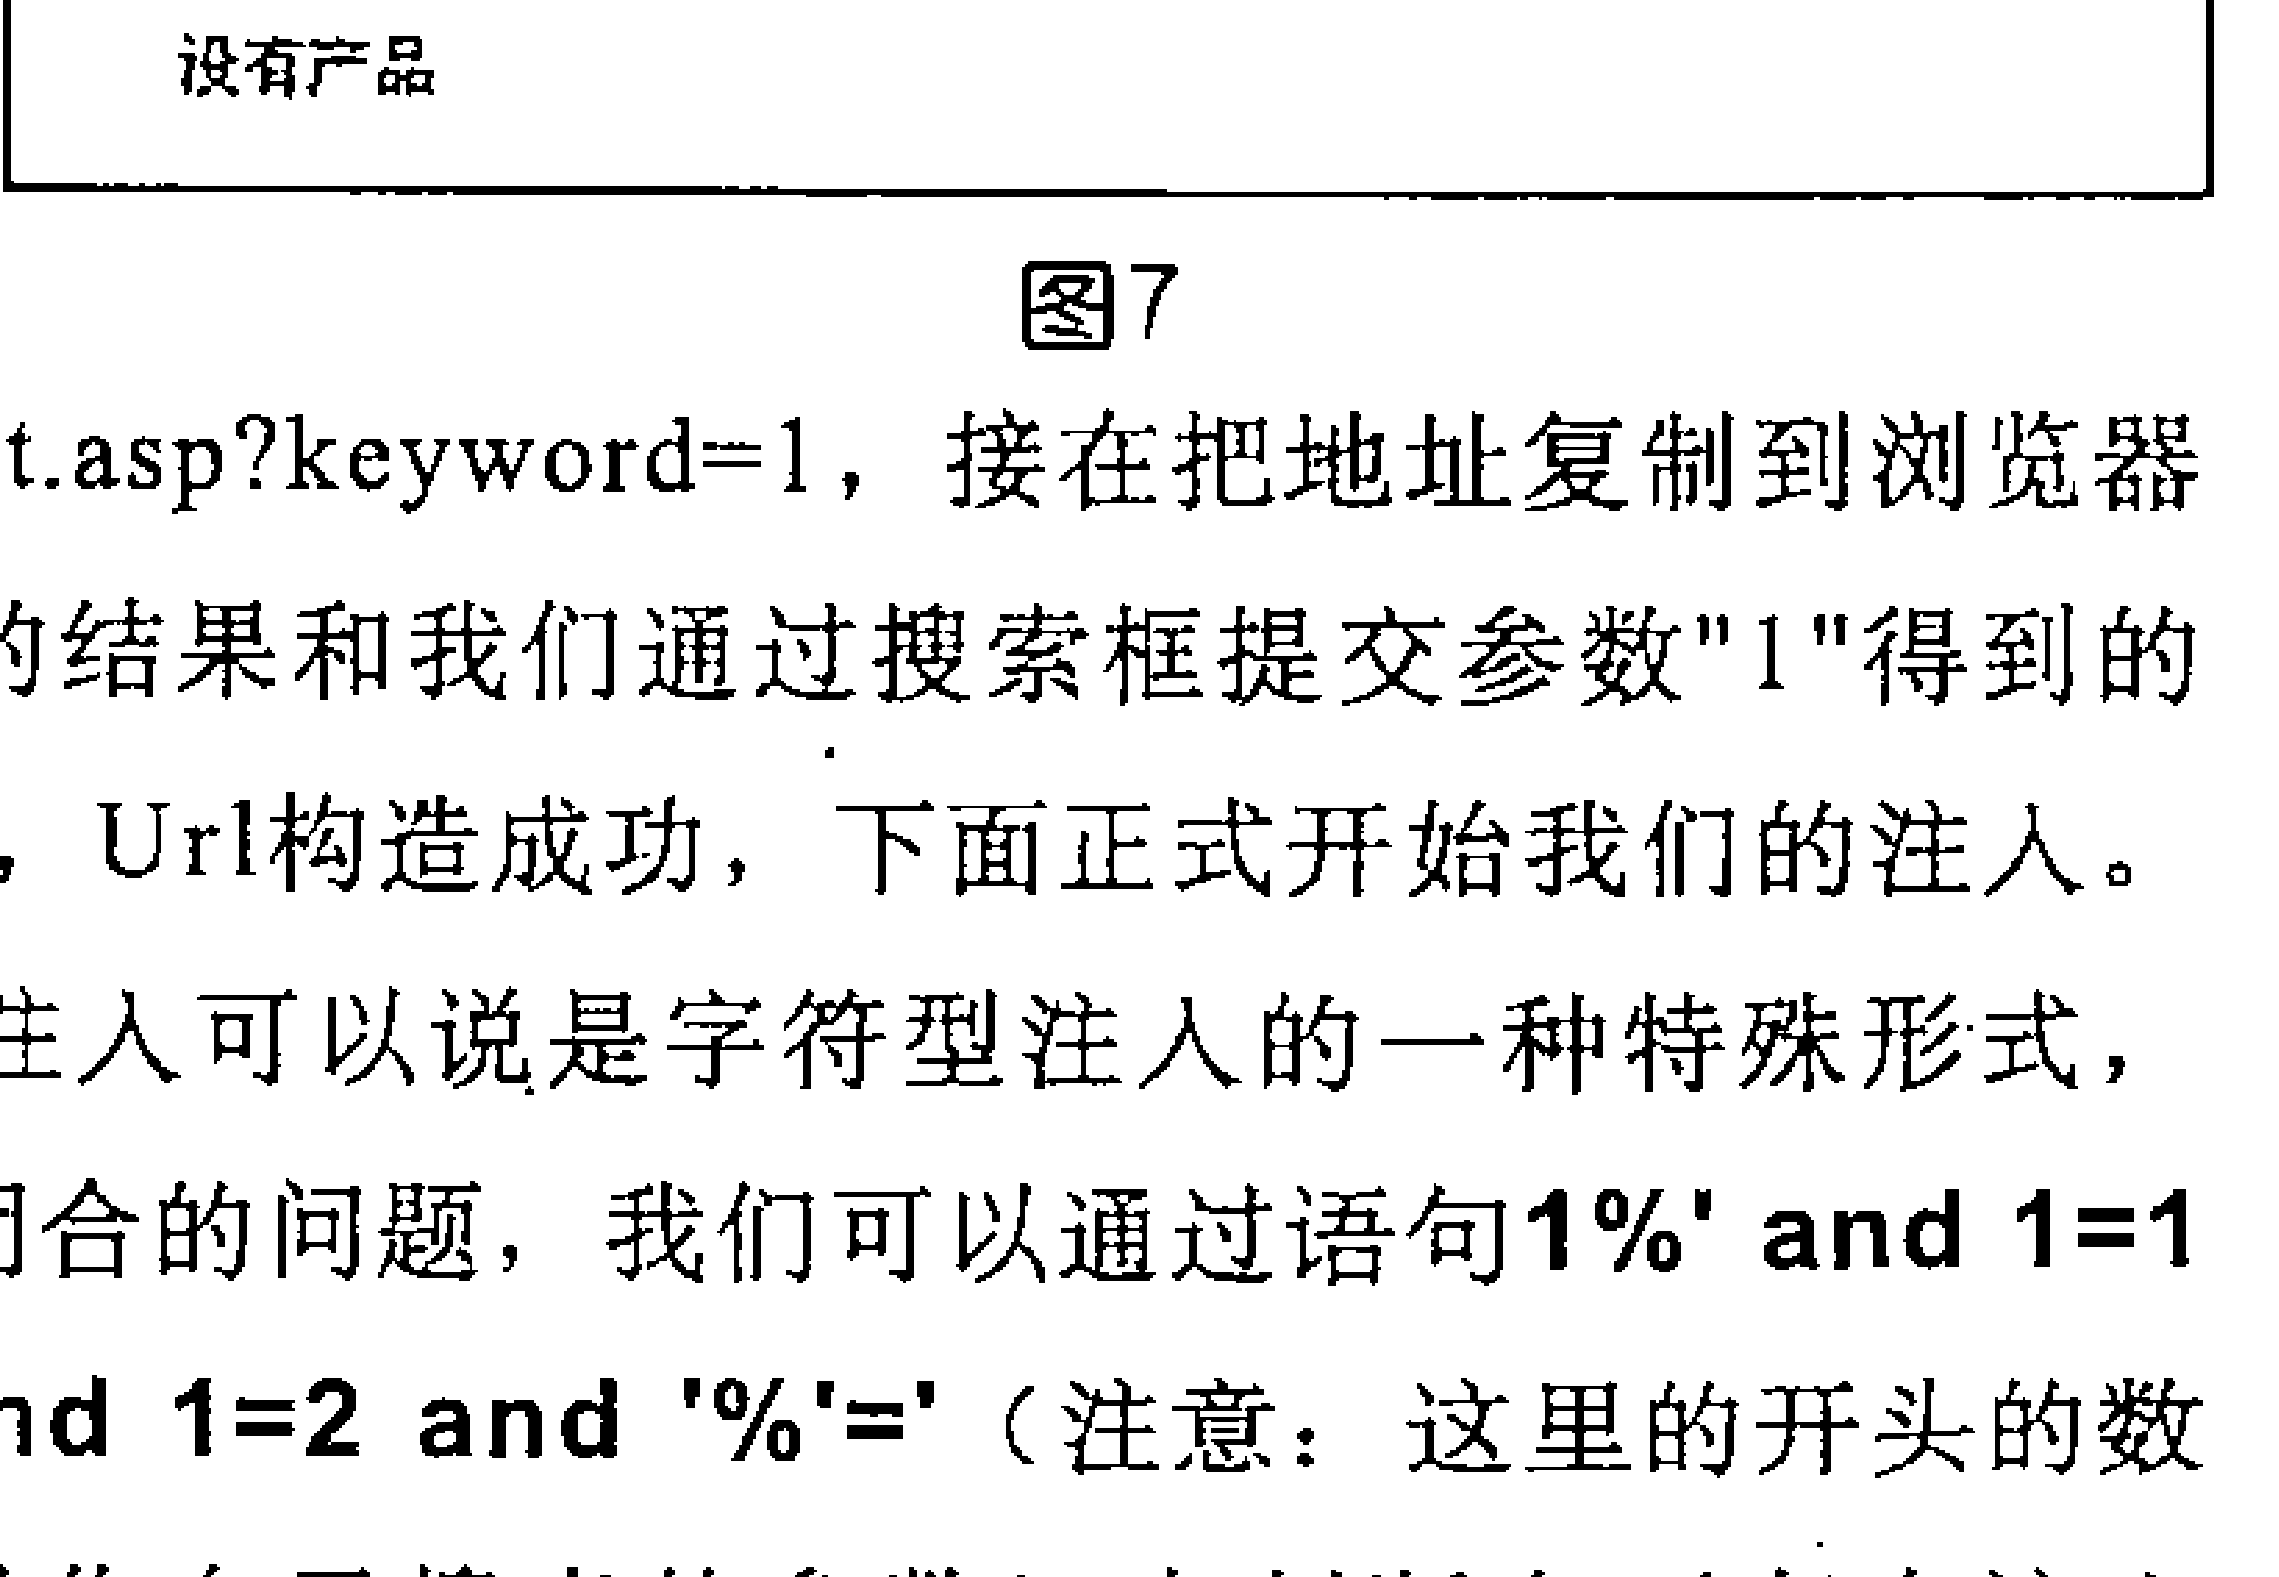 设有产品
图7
t.asp?keyword=1，接在把地址复制到浏览器
的结果和我们通过搜索框提交参数"1"得到的
，Url构造成功，下面正式开始我们的注入。
注入可以说是字符型注入的一种特殊形式，
闭合的问题，我们可以通过语句1%' and 1=1
nd 1=2 and '%'='（注意：这里的开头的数